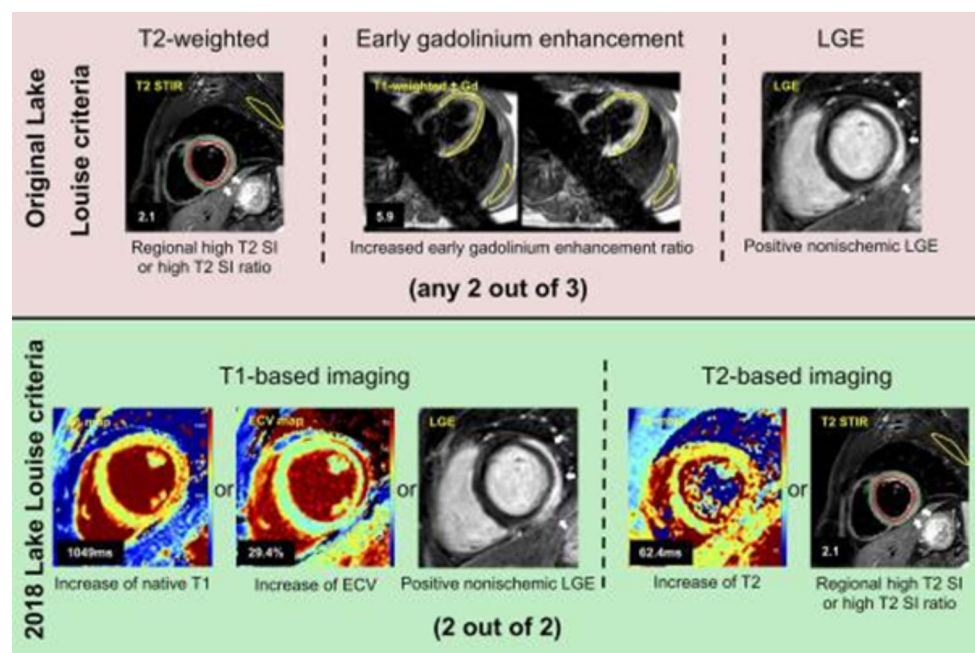 Original Lake
Louise criteria
T2-weighted
Early gadolinium enhancement
LGE
T2 STIR
2.1
T1-weighted ± Gd
5.9
LGE
Regional high T2 SI
or high T2 SI ratio
Increased early gadolinium enhancement ratio
Positive nonischemic LGE
(any 2 out of 3)
2018 Lake Louise criteria
T1-based imaging
T2-based imaging
map
1049ms
or
ECV map
29.4%
or
LGE
map
62.4ms
or
T2 STIR
2.1
Increase of native T1
Increase of ECV
Positive nonischemic LGE
Increase of T2
Regional high T2 SI
or high T2 SI ratio
(2 out of 2)